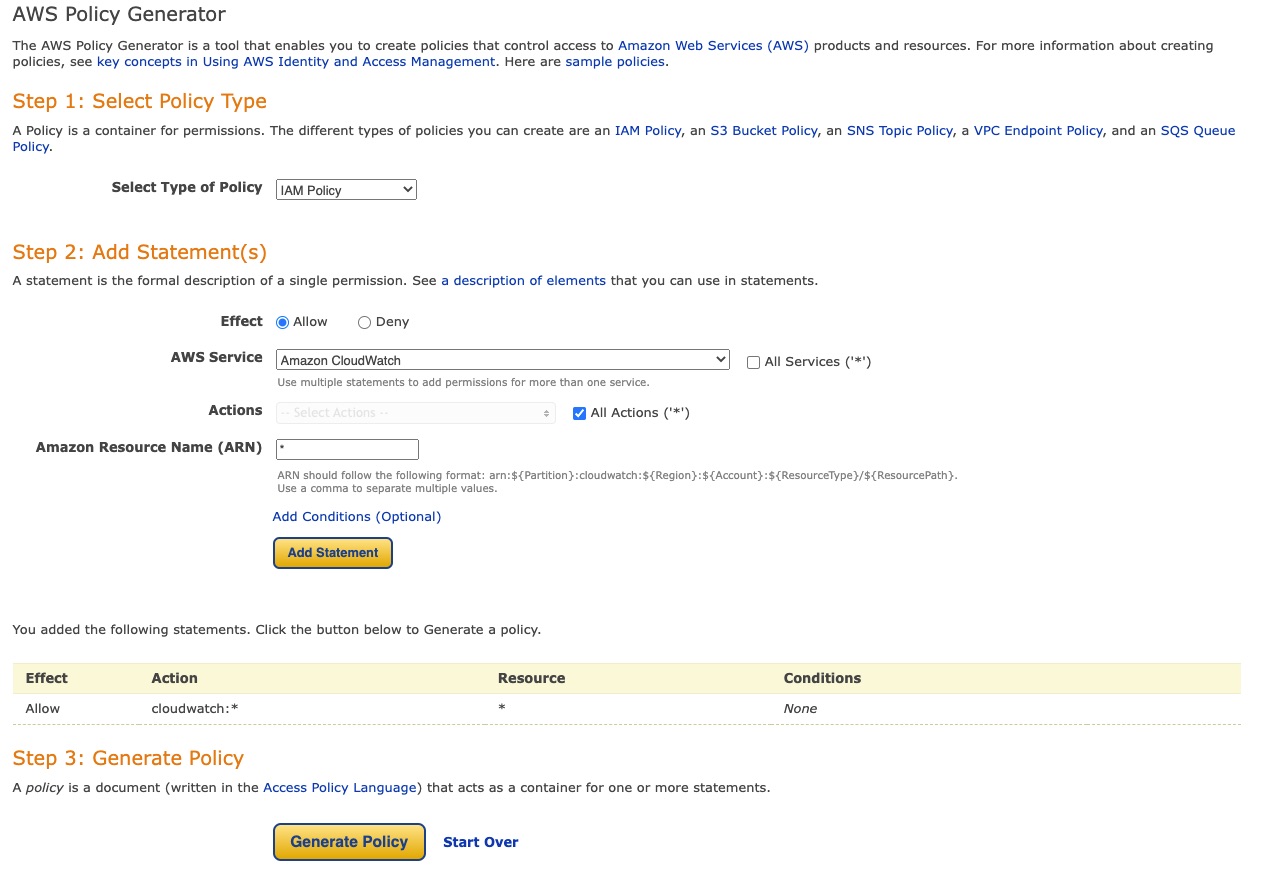 AWS Policy Generator
The AWS Policy Generator is a tool that enables you to create policies that control access to Amazon Web Services (AWS) products and resources. For more information about creating
policies, see key concepts in Using AWS Identity and Access Management. Here are sample policies.
Step 1: Select Policy Type
A Policy is a container for permissions. The different types of policies you can create are an IAM Policy, an S3 Bucket Policy, an SNS Topic Policy, a VPC Endpoint Policy, and an SQS Queue
Policy.
Select Type of Policy IAM Policy
Step 2: Add Statement(s)
A statement is the formal description of a single permission. See a description of elements that you can use in statements.
Effect Allow Deny
AWS Service Amazon CloudWatch All Services ('*')
Use multiple statements to add permissions for more than one service.
Actions -- Select Actions -- All Actions ('*')
Amazon Resource Name (ARN) *
ARN should follow the following format: arn:${Partition}:cloudwatch:${Region}:${Account}:${ResourceType}/${ResourcePath}.
Use a comma to separate multiple values.
Add Conditions (Optional)
Add Statement
You added the following statements. Click the button below to Generate a policy.
Effect Action Resource Conditions
Allow cloudwatch:* * None
Step 3: Generate Policy
A policy is a document (written in the Access Policy Language) that acts as a container for one or more statements.
Generate Policy Start Over